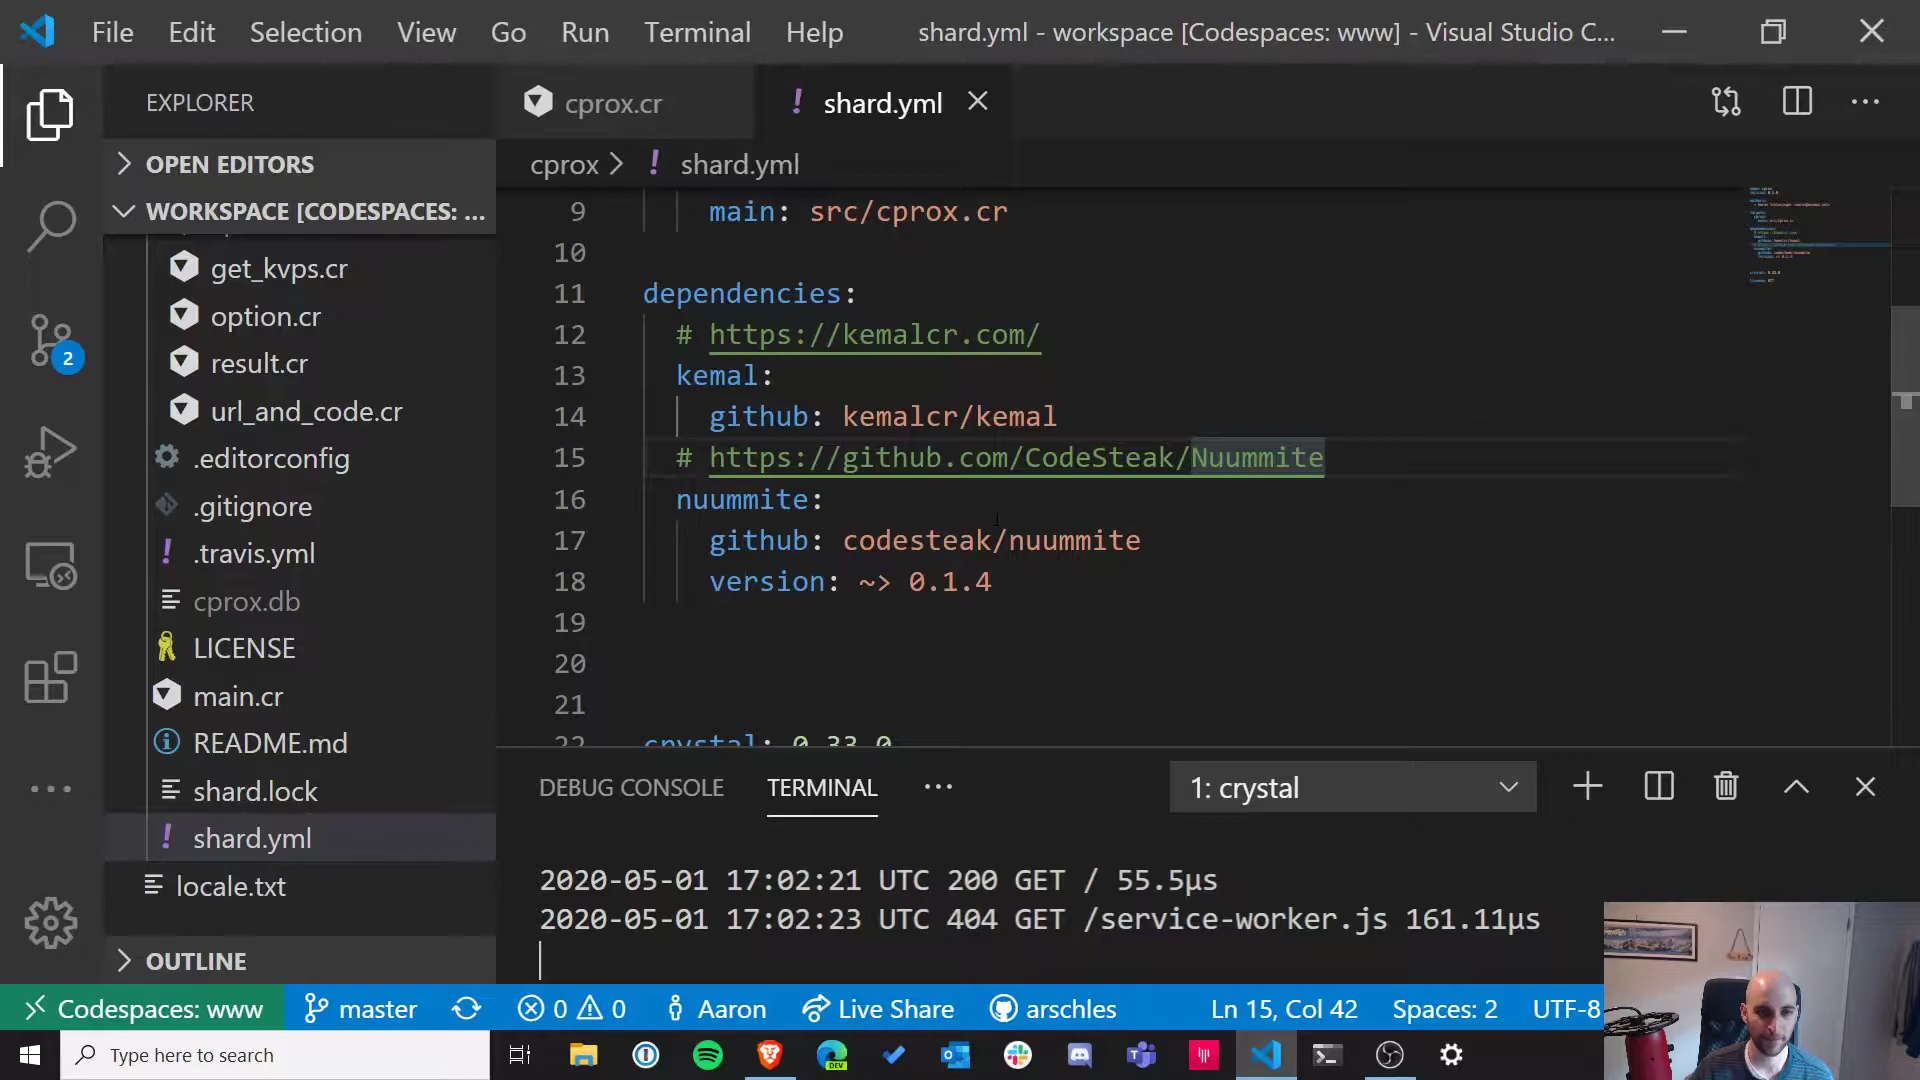 File Edit Selection View Go Run Terminal Help shard.yml - workspace [Codespaces: www] - Visual Studio C...
EXPLORER
OPEN EDITORS
WORKSPACE [CODESPACES: ...
get_kvps.cr
option.cr
result.cr
url_and_code.cr
.editorconfig
.gitignore
.travis.yml
cprox.db
LICENSE
main.cr
README.md
shard.lock
shard.yml
locale.txt
OUTLINE
2
cprox.cr
! shard.yml
cprox > ! shard.yml
9 main: src/cprox.cr
10
11 dependencies:
12 # https://kemalcr.com/
13 kemal:
14 github: kemalcr/kemal
15 # https://github.com/CodeSteak/Nuummite
16 nuummite:
17 github: codesteak/nuummite
18 version: ~> 0.1.4
19
20
21
22 crystal: 0.33.0
DEBUG CONSOLE TERMINAL ... 1: crystal
2020-05-01 17:02:21 UTC 200 GET / 55.5µs
2020-05-01 17:02:23 UTC 404 GET /service-worker.js 161.11µs
Codespaces: www master 0 0 Aaron Live Share arschles Ln 15, Col 42 Spaces: 2 UTF-8
Type here to search
DEV